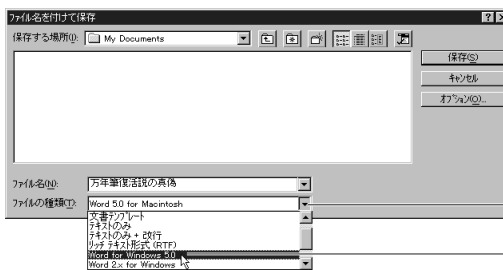 ファイル名を付けて保存
保存する場所(I): My Documents
保存(S)
キャンセル
オプション(O)...
ファイル名(N): 万年筆復活説の真偽
ファイルの種類(T): Word 5.0 for Macintosh
文書テンプレート
テキストのみ
テキストのみ + 改行
リッチ テキスト形式 (RTF)
Word for Windows 5.0
Word 2.x for Windows